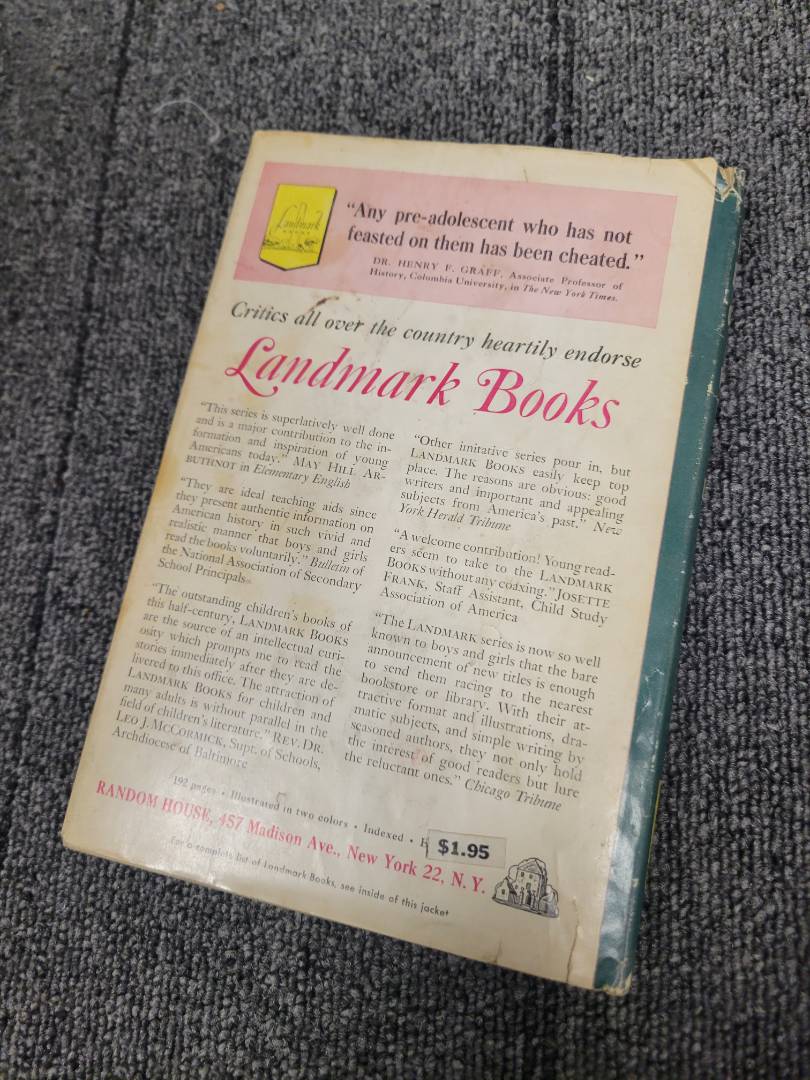 Landmark
BOOKS
“Any pre-adolescent who has not
feasted on them has been cheated.”
DR. HENRY F. GRAFF, Associate Professor of
History, Columbia University, in The New York Times.
Critics all over the country heartily endorse
Landmark Books
“This series is superlatively well done
and is a major contribution to the in-
formation and inspiration of young
Americans today.” MAY HILL AR-
BUTHNOT in Elementary English
“They are ideal teaching aids since
they present authentic information on
American history in such vivid and
realistic manner that boys and girls
read the books voluntarily.” Bulletin of
the National Association of Secondary
School Principals
“The outstanding children's books of
this half-century, LANDMARK BOOKS
are the source of an intellectual curi-
osity which prompts me to read the
stories immediately after they are de-
livered to this office. The attraction of
LANDMARK BOOKS for children and
many adults is without parallel in the
field of children's literature.” REV. DR.
LEO J. MCCORMICK, Supt. of Schools,
Archdiocese of Baltimore
“Other imitative series pour in, but
LANDMARK BOOKS easily keep top
place. The reasons are obvious: good
writers and important and appealing
subjects from America's past.” New
York Herald Tribune
“A welcome contribution! Young read-
ers seem to take to the LANDMARK
BOOKS without any coaxing.” JOSETTE
FRANK, Staff Assistant, Child Study
Association of America
“The LANDMARK series is now so well
known to boys and girls that the bare
announcement of new titles is enough
to send them racing to the nearest
bookstore or library. With their at-
tractive format and illustrations, dra-
matic subjects, and simple writing by
seasoned authors, they not only hold
the interest of good readers but lure
the reluctant ones.” Chicago Tribune
192 pages • Illustrated in two colors • Indexed •
$1.95
RANDOM HOUSE, 457 Madison Ave., New York 22, N. Y.
For a complete list of Landmark Books, see inside of this jacket